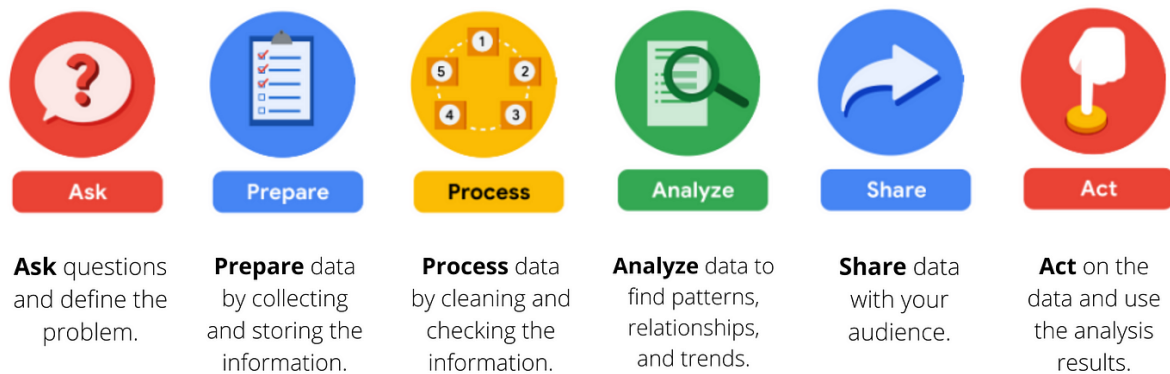 ?
1
5
2
4
3
Ask
Prepare
Process
Analyze
Share
Act
Ask questions
and define the
problem.
Prepare data
by collecting
and storing the
information.
Process data
by cleaning and
checking the
information.
Analyze data to
find patterns,
relationships,
and trends.
Share data
with your
audience.
Act on the
data and use
the analysis
results.